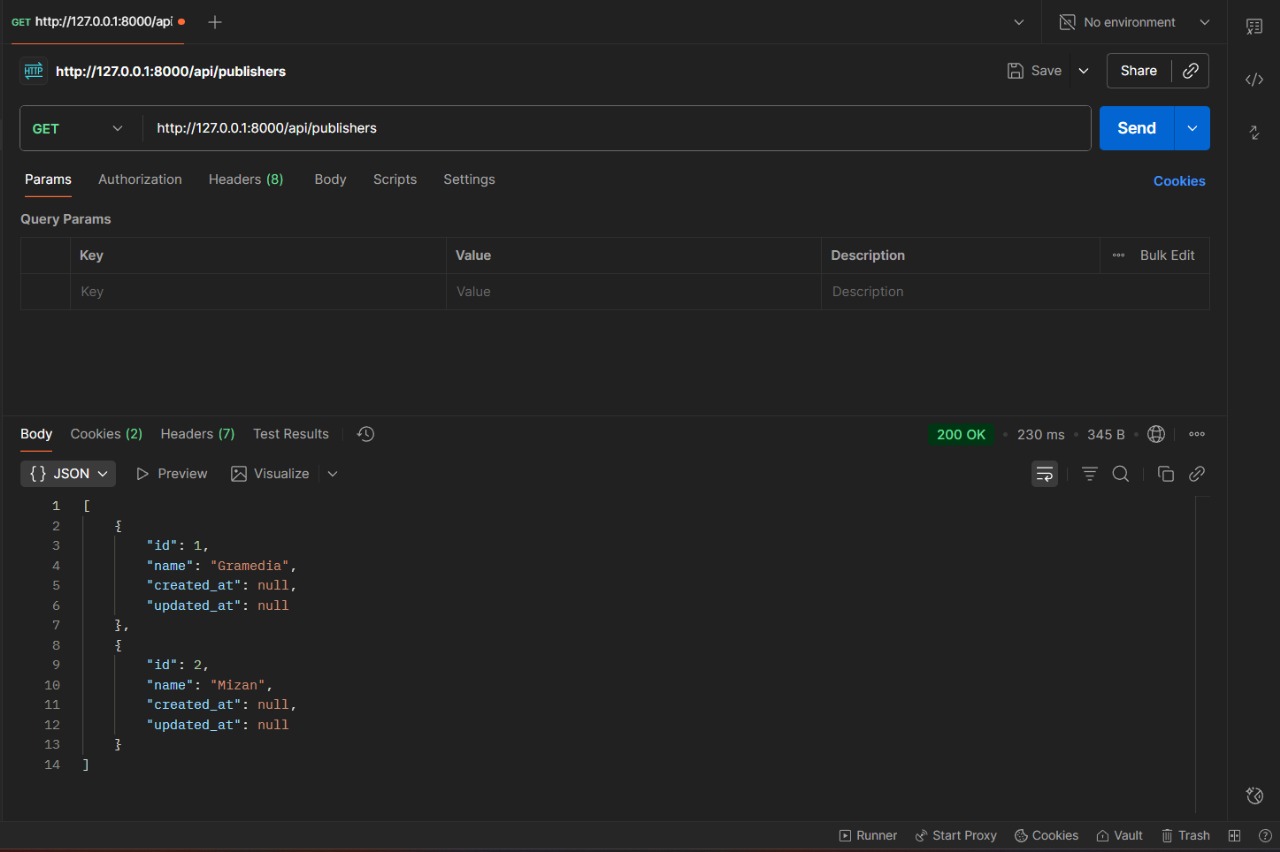 GET http://127.0.0.1:8000/api
No environment
HTTP http://127.0.0.1:8000/api/publishers
Save
Share
GET http://127.0.0.1:8000/api/publishers
Send
Params Authorization Headers (8) Body Scripts Settings
Cookies
Query Params
Key Value Description Bulk Edit
Key Value Description
Body Cookies (2) Headers (7) Test Results
200 OK 230 ms 345 B
{} JSON Preview Visualize
1 [
2 {
3 "id": 1,
4 "name": "Gramedia",
5 "created_at": null,
6 "updated_at": null
7 },
8 {
9 "id": 2,
10 "name": "Mizan",
11 "created_at": null,
12 "updated_at": null
13 }
14 ]
Runner Start Proxy Cookies Vault Trash